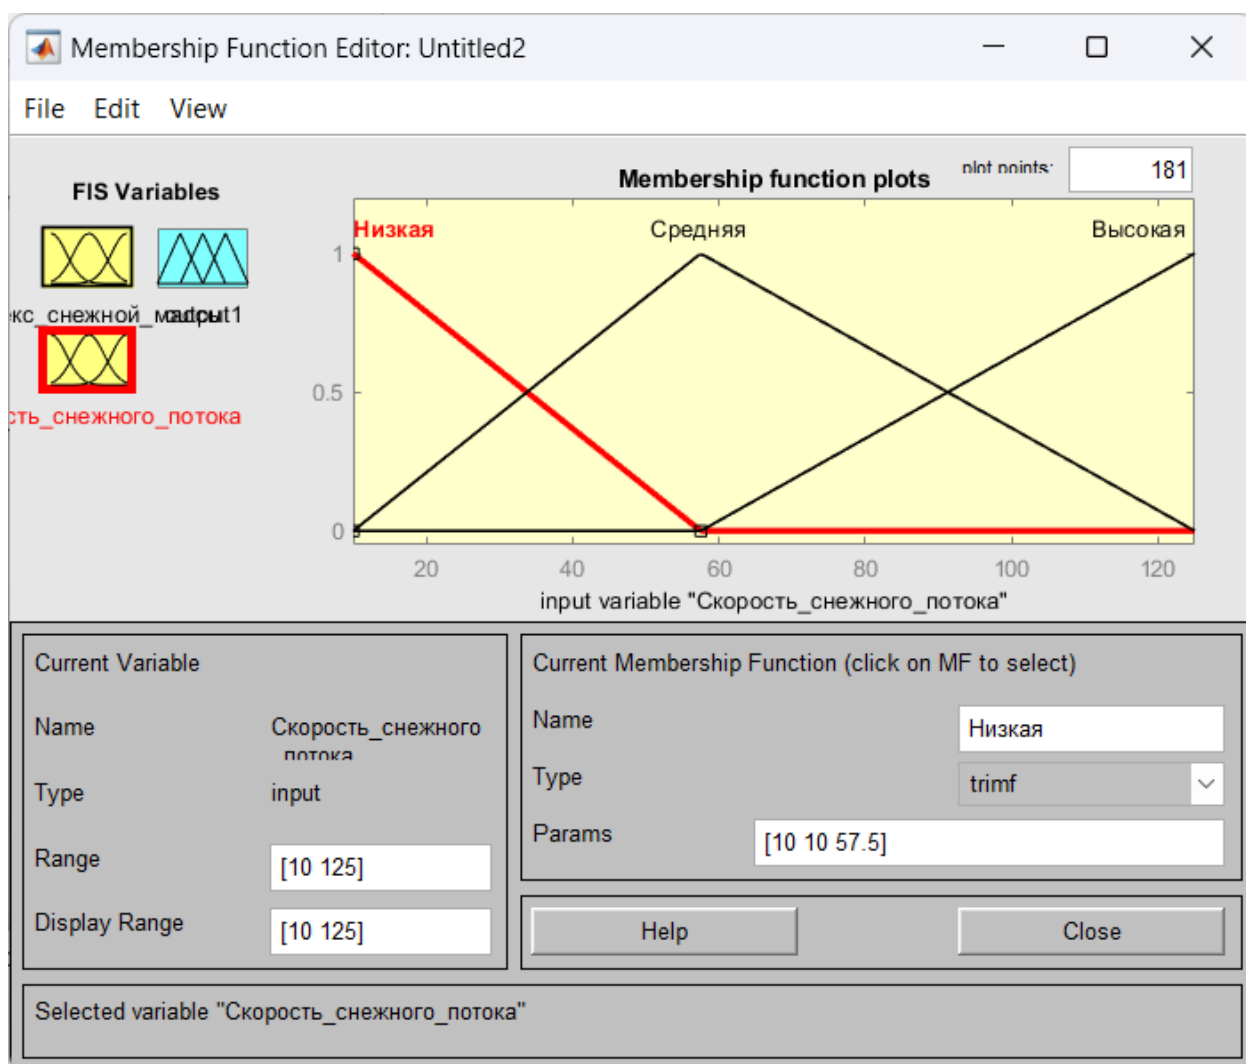 Membership Function Editor: Untitled2
File Edit View
FIS Variables
output1
Membership function plots
plot points: 181
Низкая Средняя Высокая
1
0.5
0
20 40 60 80 100 120
input variable "Скорость_снежного_потока"
Current Variable
Name Скорость_снежного
потока
Type input
Range [10 125]
Display Range [10 125]
Current Membership Function (click on MF to select)
Name Низкая
Type trimf
Params [10 10 57.5]
Help Close
Selected variable "Скорость_снежного_потока"